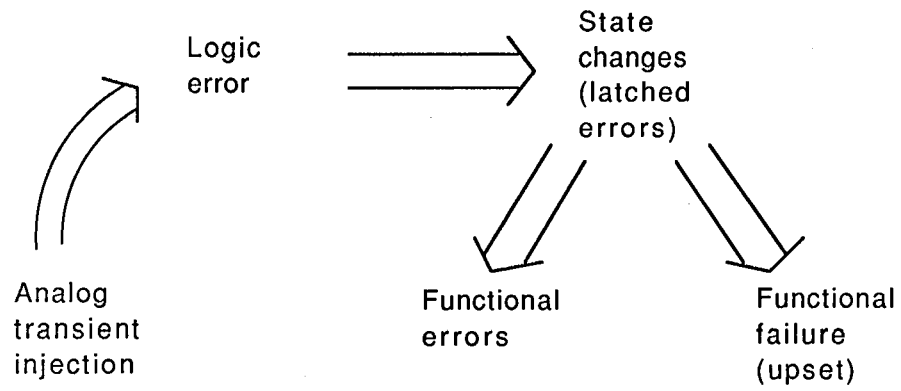 Logic
error
State
changes
(latched
errors)
Analog
transient
injection
Functional
errors
Functional
failure
(upset)